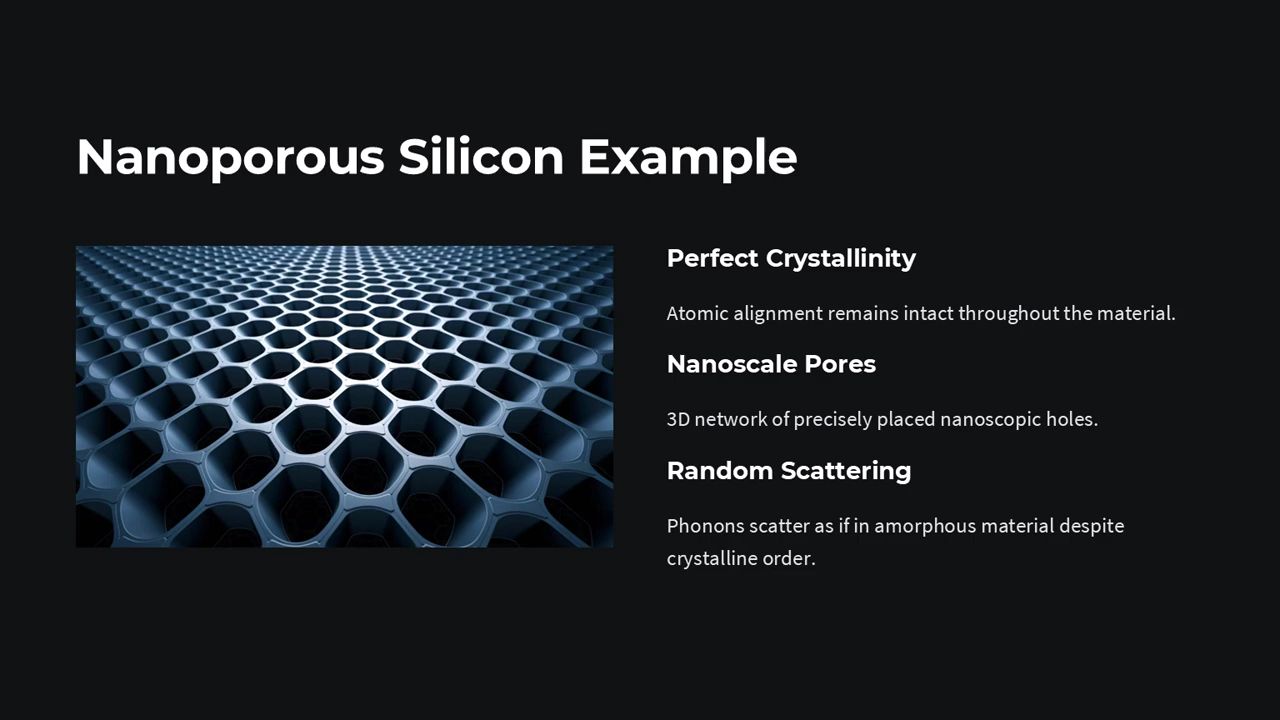 Nanoporous Silicon Example
Perfect Crystallinity
Atomic alignment remains intact throughout the material.
Nanoscale Pores
3D network of precisely placed nanoscopic holes.
Random Scattering
Phonons scatter as if in amorphous material despite
crystalline order.